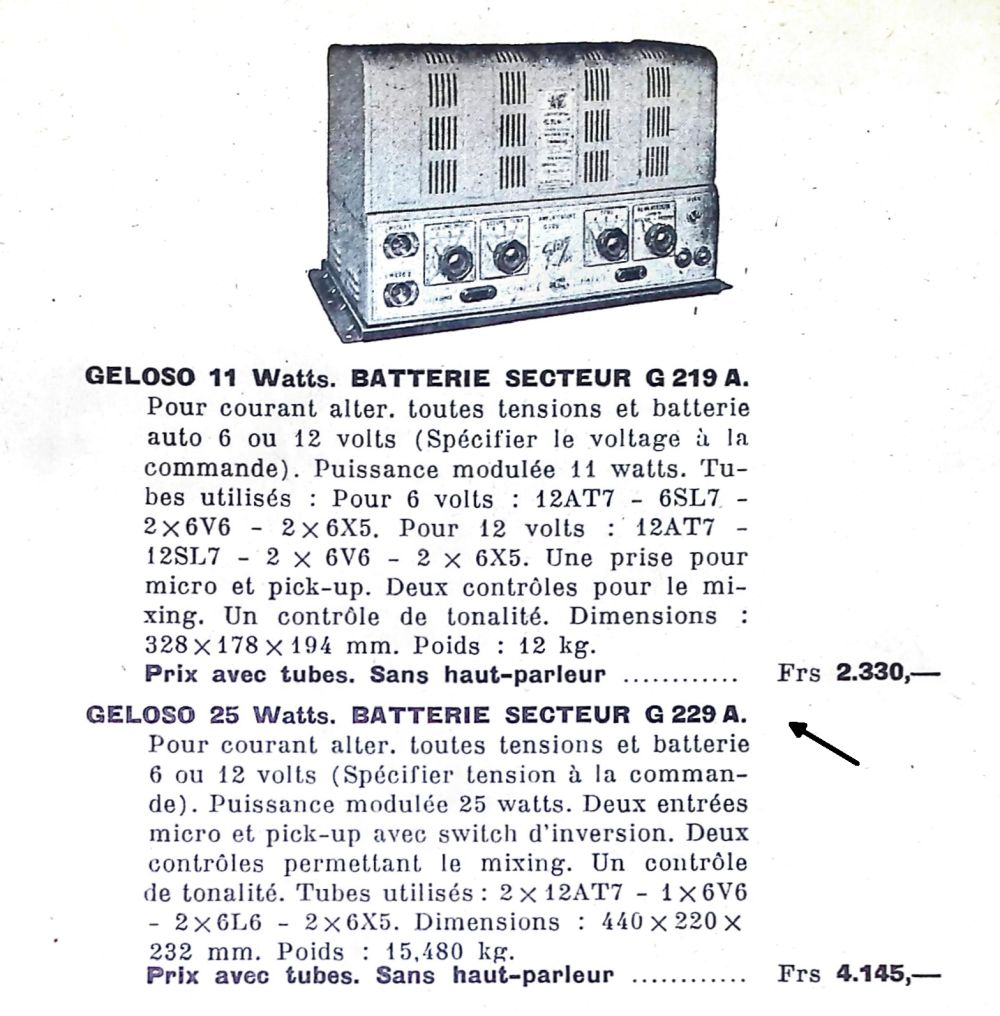 GELOSO 11 Watts. BATTERIE SECTEUR G 219 A.
Pour courant alter. toutes tensions et batterie
auto 6 ou 12 volts (Spécifier le voltage à la
commande). Puissance modulée 11 watts. Tu-
bes utilisés : Pour 6 volts : 12AT7 - 6SL7 -
2×6V6 - 2×6X5. Pour 12 volts : 12AT7 -
12SL7 - 2 × 6V6 - 2 × 6X5. Une prise pour
micro et pick-up. Deux contrôles pour le mi-
xing. Un contrôle de tonalité. Dimensions :
328×178×194 mm. Poids : 12 kg.
Prix avec tubes. Sans haut-parleur ............ Frs 2.330,—
GELOSO 25 Watts. BATTERIE SECTEUR G 229 A.
Pour courant alter. toutes tensions et batterie
6 ou 12 volts (Spécifier tension à la comman-
de). Puissance modulée 25 watts. Deux entrées
micro et pick-up avec switch d'inversion. Deux
contrôles permettant le mixing. Un contrôle
de tonalité. Tubes utilisés : 2×12AT7 - 1×6V6
- 2×6L6 - 2×6X5. Dimensions : 440×220×
232 mm. Poids : 15,480 kg.
Prix avec tubes. Sans haut-parleur ............ Frs 4.145,—